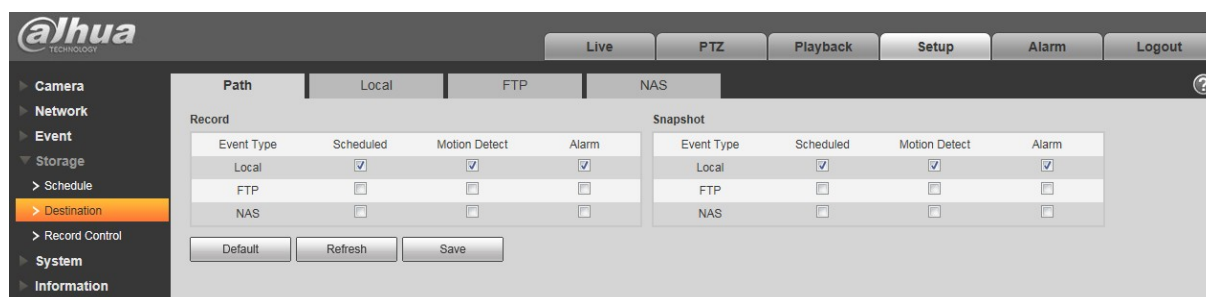 alhua
TECHNOLOGY
Live PTZ Playback Setup Alarm Logout
Camera
Network
Event
Storage
> Schedule
> Destination
> Record Control
System
Information
Path Local FTP NAS
?
Record
Event Type Scheduled Motion Detect Alarm
Local
FTP
NAS
Snapshot
Event Type Scheduled Motion Detect Alarm
Local
FTP
NAS
Default Refresh Save